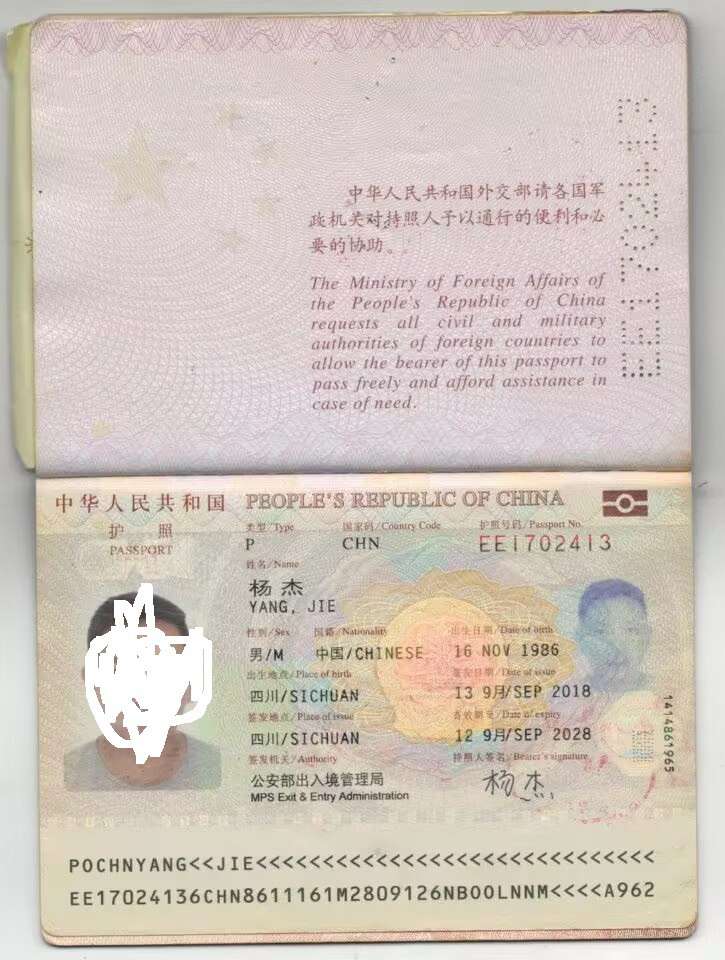 中华人民共和国外交部请各国军
政机关对持照人予以通行的便利和必
要的协助。
The Ministry of Foreign Affairs of
the People's Republic of China
requests all civil and military
authorities of foreign countries to
allow the bearer of this passport to
pass freely and afford assistance in
case of need.
EE1702413
中华人民共和国 PEOPLE'S REPUBLIC OF CHINA
护 照
PASSPORT
类型/Type 国家码/Country Code 护照号码/Passport No.
P CHN EE1702413
姓名/Name
杨杰
YANG, JIE
性别/Sex 国籍/Nationality 出生日期/Date of birth
男/M 中国/CHINESE 16 NOV 1986
出生地点/Place of birth 签发日期/Date of issue
四川/SICHUAN 13 9月/SEP 2018
签发地点/Place of issue 有效期至/Date of expiry
四川/SICHUAN 12 9月/SEP 2028
签发机关/Authority 持照人签名/Bearer's signature
公安部出入境管理局 杨杰
MPS Exit & Entry Administration
1414861965
POCHNYANG<<JIE<<<<<<<<<<<<<<<<<<<<<<<<<<<<<<
EE17024136CHN8611161M2809126NBOOLNNM<<<<A962